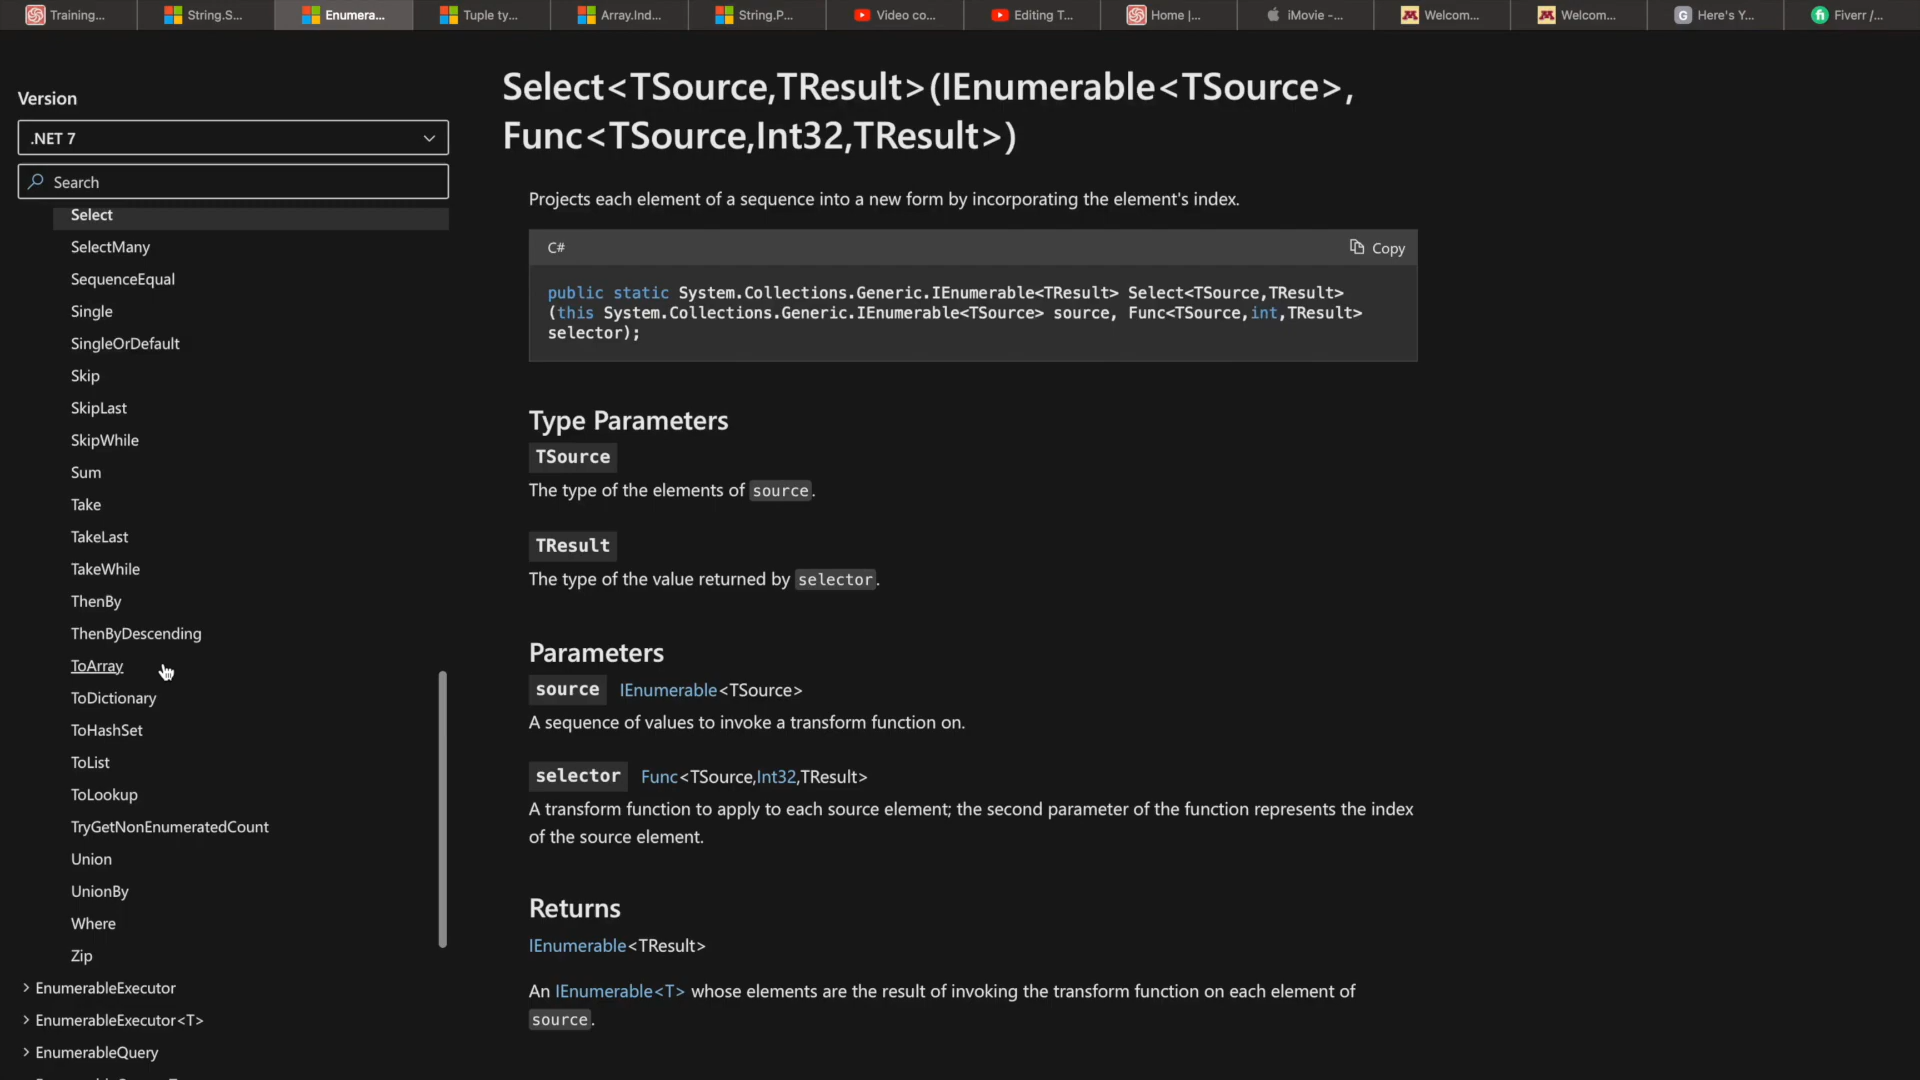 Training...
String.S...
Enumera...
Tuple ty...
Array.Ind...
String.P...
Video co...
Editing T...
Home |...
iMovie -...
Welcom...
Welcom...
Here's Y...
Fiverr /...
Version
.NET 7
Search
Select
SelectMany
SequenceEqual
Single
SingleOrDefault
Skip
SkipLast
SkipWhile
Sum
Take
TakeLast
TakeWhile
ThenBy
ThenByDescending
ToArray
ToDictionary
ToHashSet
ToList
ToLookup
TryGetNonEnumeratedCount
Union
UnionBy
Where
Zip
EnumerableExecutor
EnumerableExecutor<T>
EnumerableQuery
Select<TSource,TResult>(IEnumerable<TSource>,
Func<TSource,Int32,TResult>)
Projects each element of a sequence into a new form by incorporating the element's index.
C#
Copy
public static System.Collections.Generic.IEnumerable<TResult> Select<TSource,TResult>
(this System.Collections.Generic.IEnumerable<TSource> source, Func<TSource,int,TResult>
selector);
Type Parameters
TSource
The type of the elements of source.
TResult
The type of the value returned by selector.
Parameters
source IEnumerable<TSource>
A sequence of values to invoke a transform function on.
selector Func<TSource,Int32,TResult>
A transform function to apply to each source element; the second parameter of the function represents the index
of the source element.
Returns
IEnumerable<TResult>
An IEnumerable<T> whose elements are the result of invoking the transform function on each element of
source.